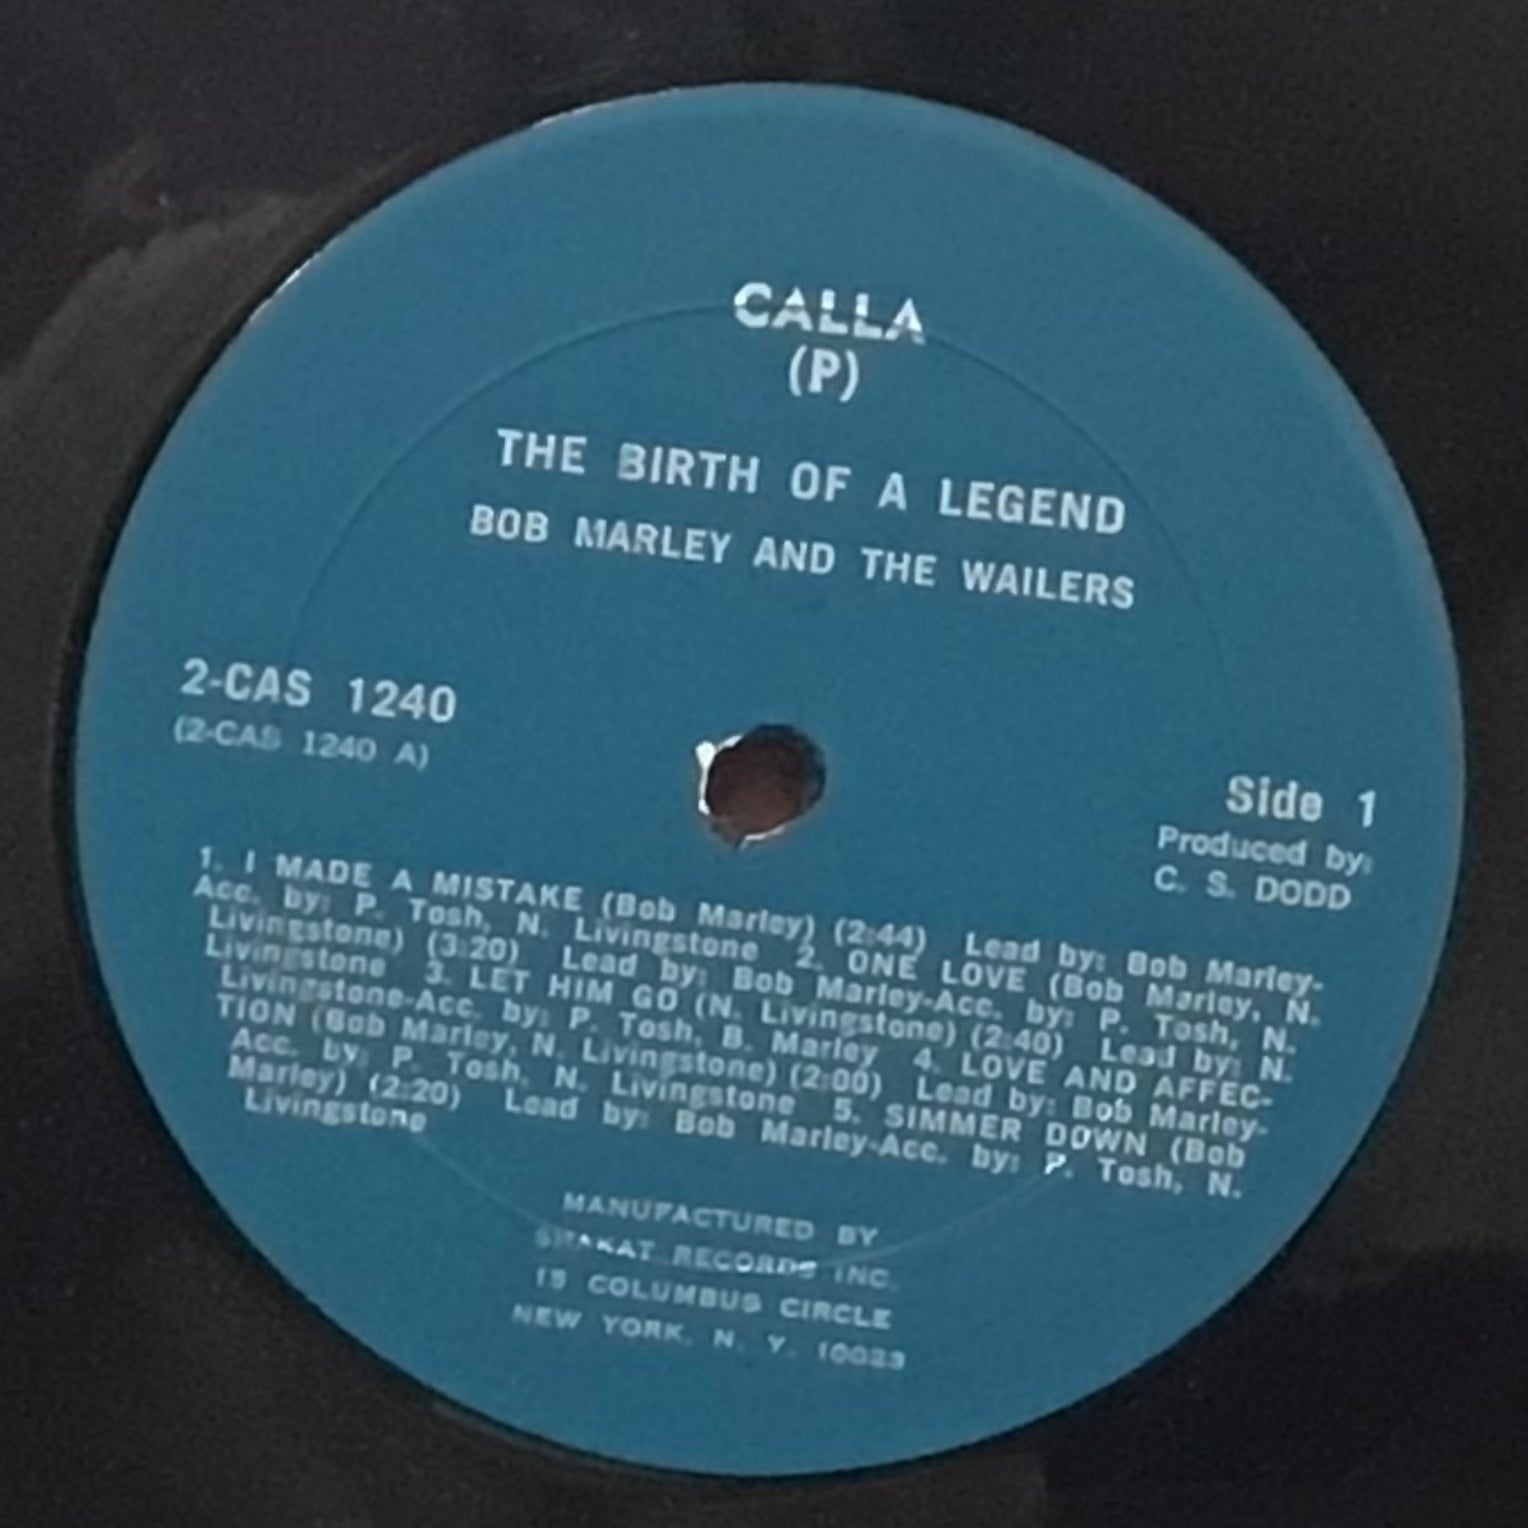 CALLA
(P)
THE BIRTH OF A LEGEND
BOB MARLEY AND THE WAILERS
2-CAS 1240
(2-CAS 1240 A)
Side 1
Produced by:
C. S. DODD
1. I MADE A MISTAKE (Bob Marley) (2:44) Lead by: Bob Marley-
Acc. by: P. Tosh, N. Livingstone 2. ONE LOVE (Bob Marley, N.
Livingstone) (3:20) Lead by: Bob Marley-Acc. by: P. Tosh, N.
Livingstone 3. LET HIM GO (N. Livingstone) (2:40) Lead by: N.
Livingstone-Acc. by: P. Tosh, B. Marley 4. LOVE AND AFFEC-
TION (Bob Marley, N. Livingstone) (2:00) Lead by: Bob Marley-
Acc. by: P. Tosh, N. Livingstone 5. SIMMER DOWN (Bob
Marley) (2:20) Lead by: Bob Marley-Acc. by: P. Tosh, N.
Livingstone
MANUFACTURED BY
SHAKAT RECORDS INC.
15 COLUMBUS CIRCLE
NEW YORK, N. Y. 10023